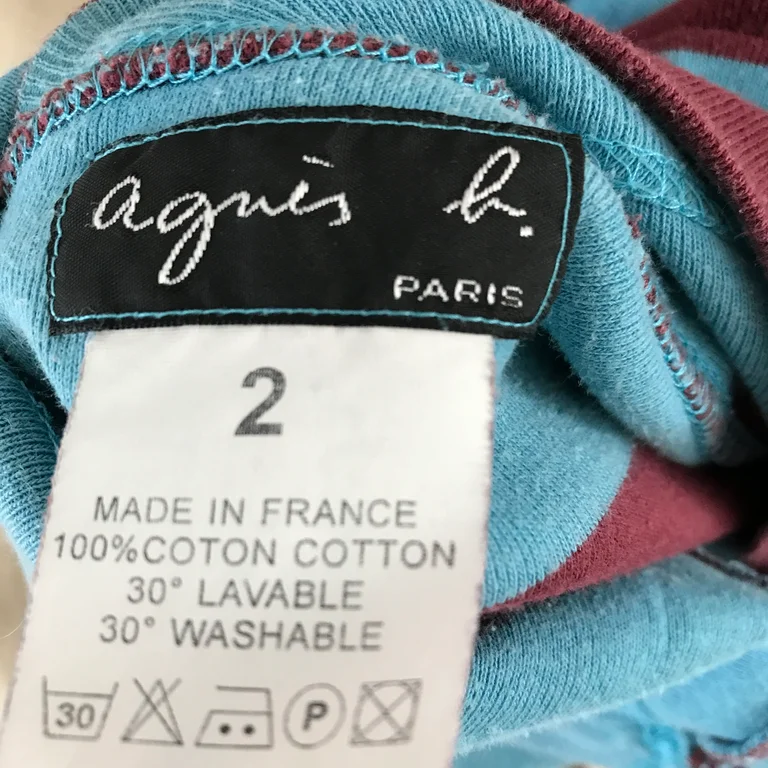 agnès b.
PARIS
2
MADE IN FRANCE
100%COTON COTTON
30° LAVABLE
30° WASHABLE
30 P